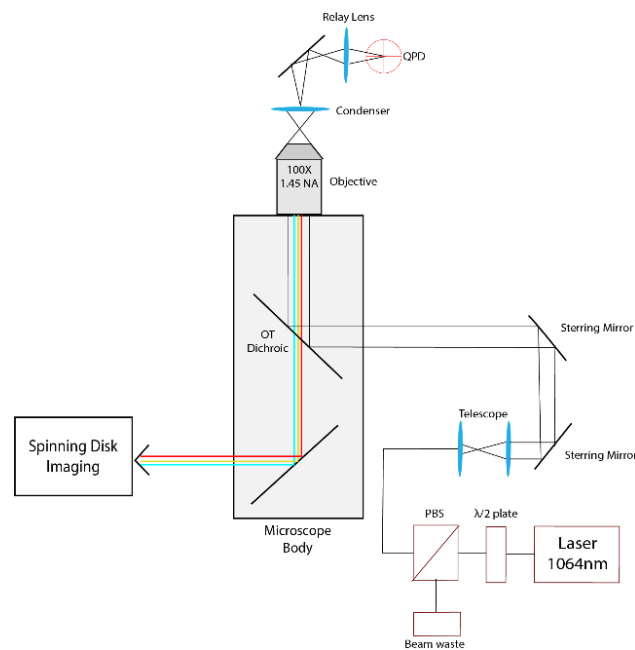 Relay Lens
QPD
Condenser
100X
1.45 NA
Objective
OT
Dichroic
Sterring Mirror
Telescope
Spinning Disk
Imaging
Sterring Mirror
Microscope
Body
PBS
λ/2 plate
Laser
1064nm
Beam waste